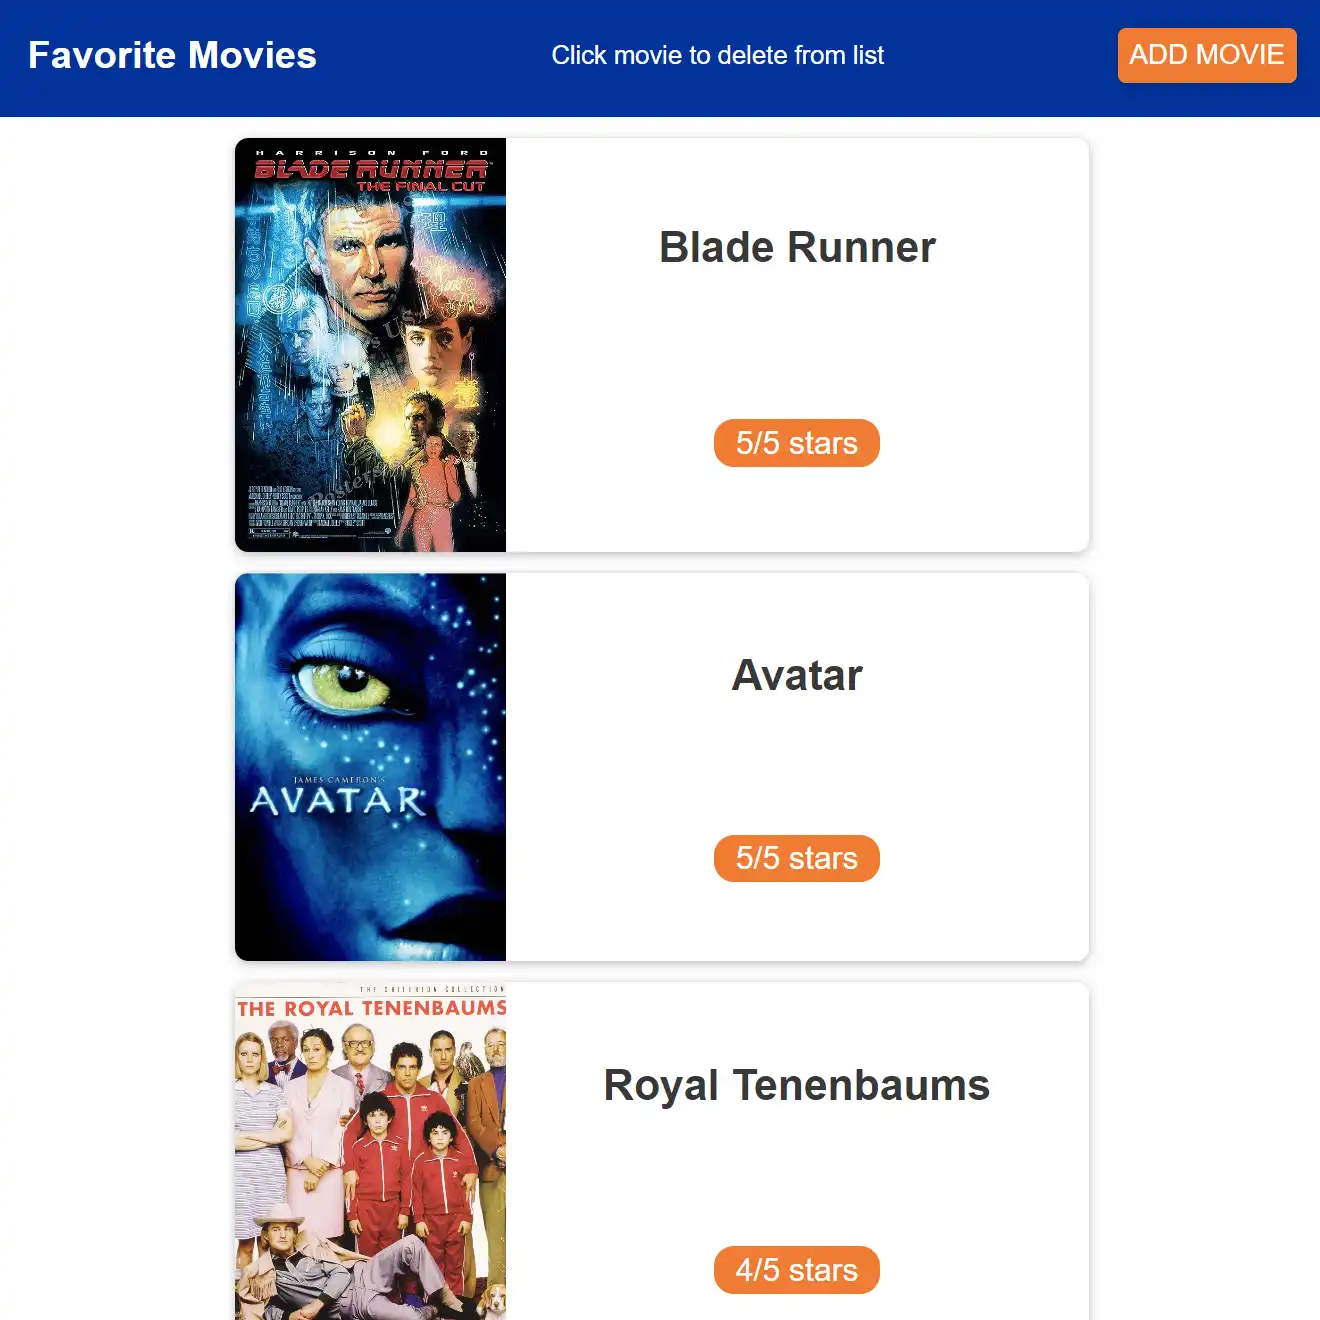 Favorite Movies
Click movie to delete from list
ADD MOVIE
HARRISON FORD
BLADE RUNNER
THE FINAL CUT
Blade Runner
5/5 stars
JAMES CAMERON'S
AVATAR
Avatar
5/5 stars
THE CRITERION COLLECTION
THE ROYAL TENENBAUMS
Royal Tenenbaums
4/5 stars